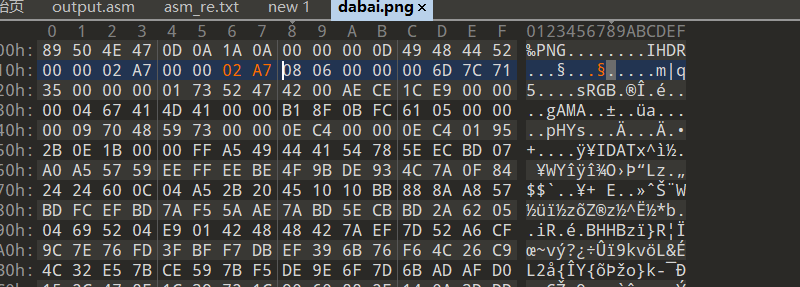 始页 output.asm asm_re.txt new 1 dabai.png ×
0 1 2 3 4 5 6 7 8 9 A B C D E F 0123456789ABCDEF
00h: 89 50 4E 47 0D 0A 1A 0A 00 00 00 0D 49 48 44 52 ‰PNG........IHDR
10h: 00 00 02 A7 00 00 02 A7 08 06 00 00 00 6D 7C 71 ...§...§.....m|q
20h: 35 00 00 00 01 73 52 47 42 00 AE CE 1C E9 00 00 5....sRGB.®Î.é..
30h: 00 04 67 41 4D 41 00 00 B1 8F 0B FC 61 05 00 00 ..gAMA..±..üa...
40h: 00 09 70 48 59 73 00 00 0E C4 00 00 0E C4 01 95 ..pHYs...Ä...Ä.•
50h: 2B 0E 1B 00 00 FF A5 49 44 41 54 78 5E EC BD 07 +....ÿ¥IDATx^ì½.
60h: A0 A5 57 59 EE FF EE BE 4F 9B DE 93 4C 7A 0F 84 ¥WYîÿî¾O›Þ“Lz.„
70h: 24 24 60 0C 04 A5 2B 20 45 10 10 BB 88 8A A8 57 $$`..¥+ E..»ˆŠ¨W
80h: BD FC EF BD 7A F5 5A AE 7A BD 5E CB BD 2A 62 05 ½üï½zõZ®z½^Ë½*b.
90h: 04 69 52 04 E9 01 42 48 48 42 7A EF 7D 52 A6 CF .iR.é.BHHBzï}R¦Ï
A0h: 9C 7E 76 FD 3F BF F7 DB EF 39 6B 76 F6 4C 26 C9 œ~vý?¿÷Ûï9kvöL&É
B0h: 4C 32 E5 7B CE 59 7B F5 DE 9E 6F 7D 6B AD AF D0 L2å{ÎY{õÞžo}k­¯Ð